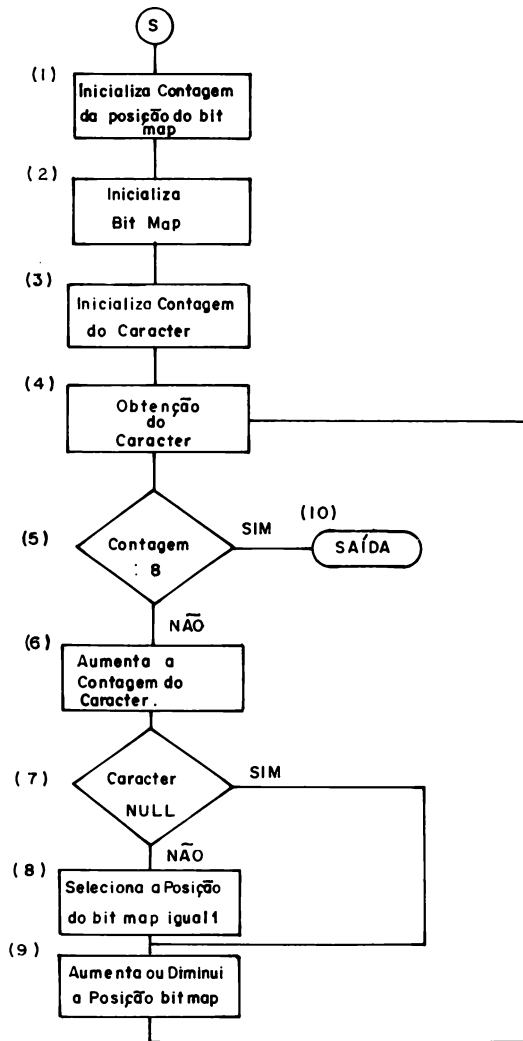 S
(1)
Inicializa Contagem
da posição do bit
map
(2)
Inicializa
Bit Map
(3)
Inicializa Contagem
do Caracter
(4)
Obtenção
do
Caracter
(5)
Contagem
: 8
SIM
(10)
SAÍDA
NÃO
(6)
Aumenta a
Contagem do
Caracter.
(7)
Caracter
NULL
SIM
NÃO
(8)
Seleciona a Posição
do bit map igual 1
(9)
Aumenta ou Diminui
a Posição bit map